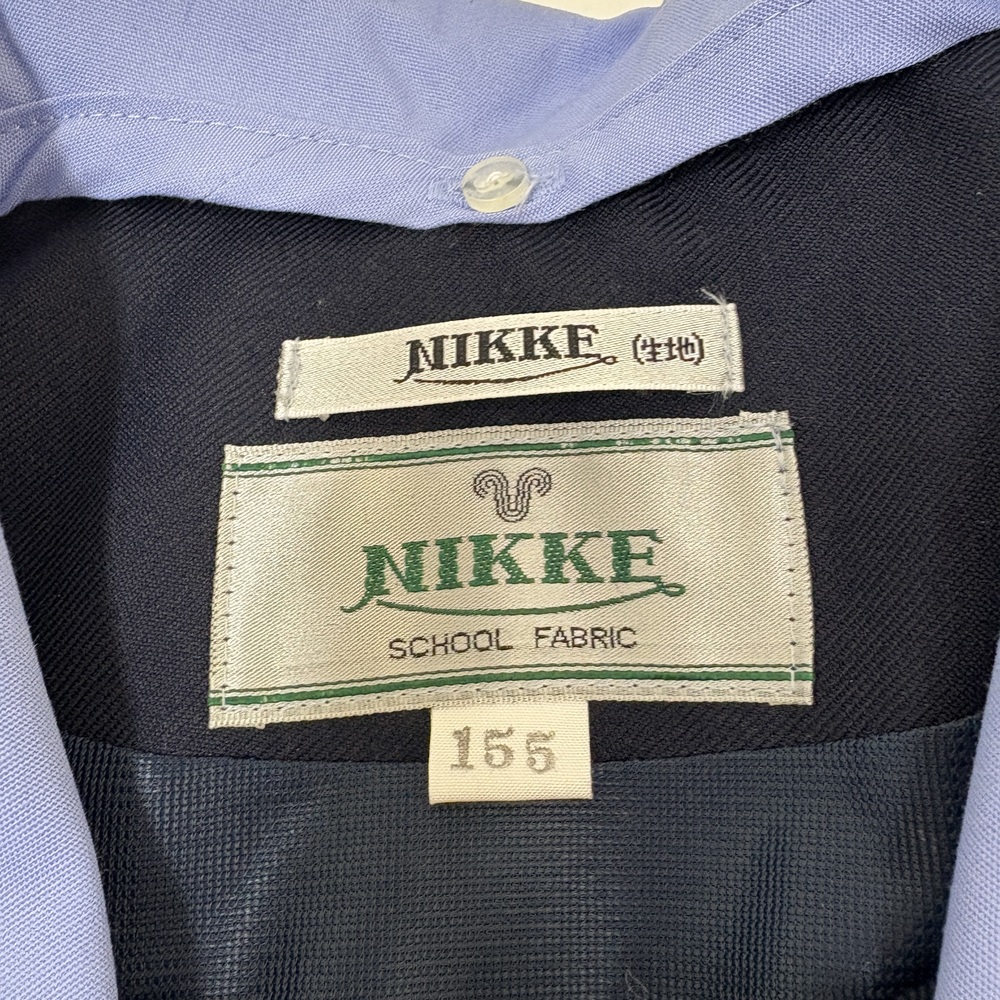 NIKKE (生地)
NIKKE
SCHOOL FABRIC
155